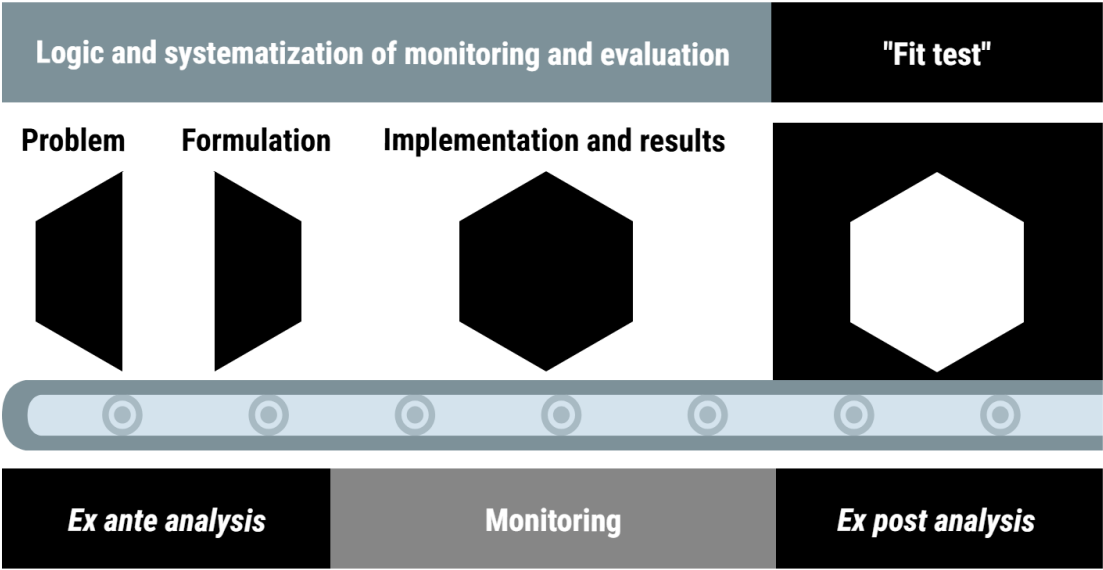 Logic and systematization of monitoring and evaluation
"Fit test"
Problem
Formulation
Implementation and results
Ex ante analysis
Monitoring
Ex post analysis